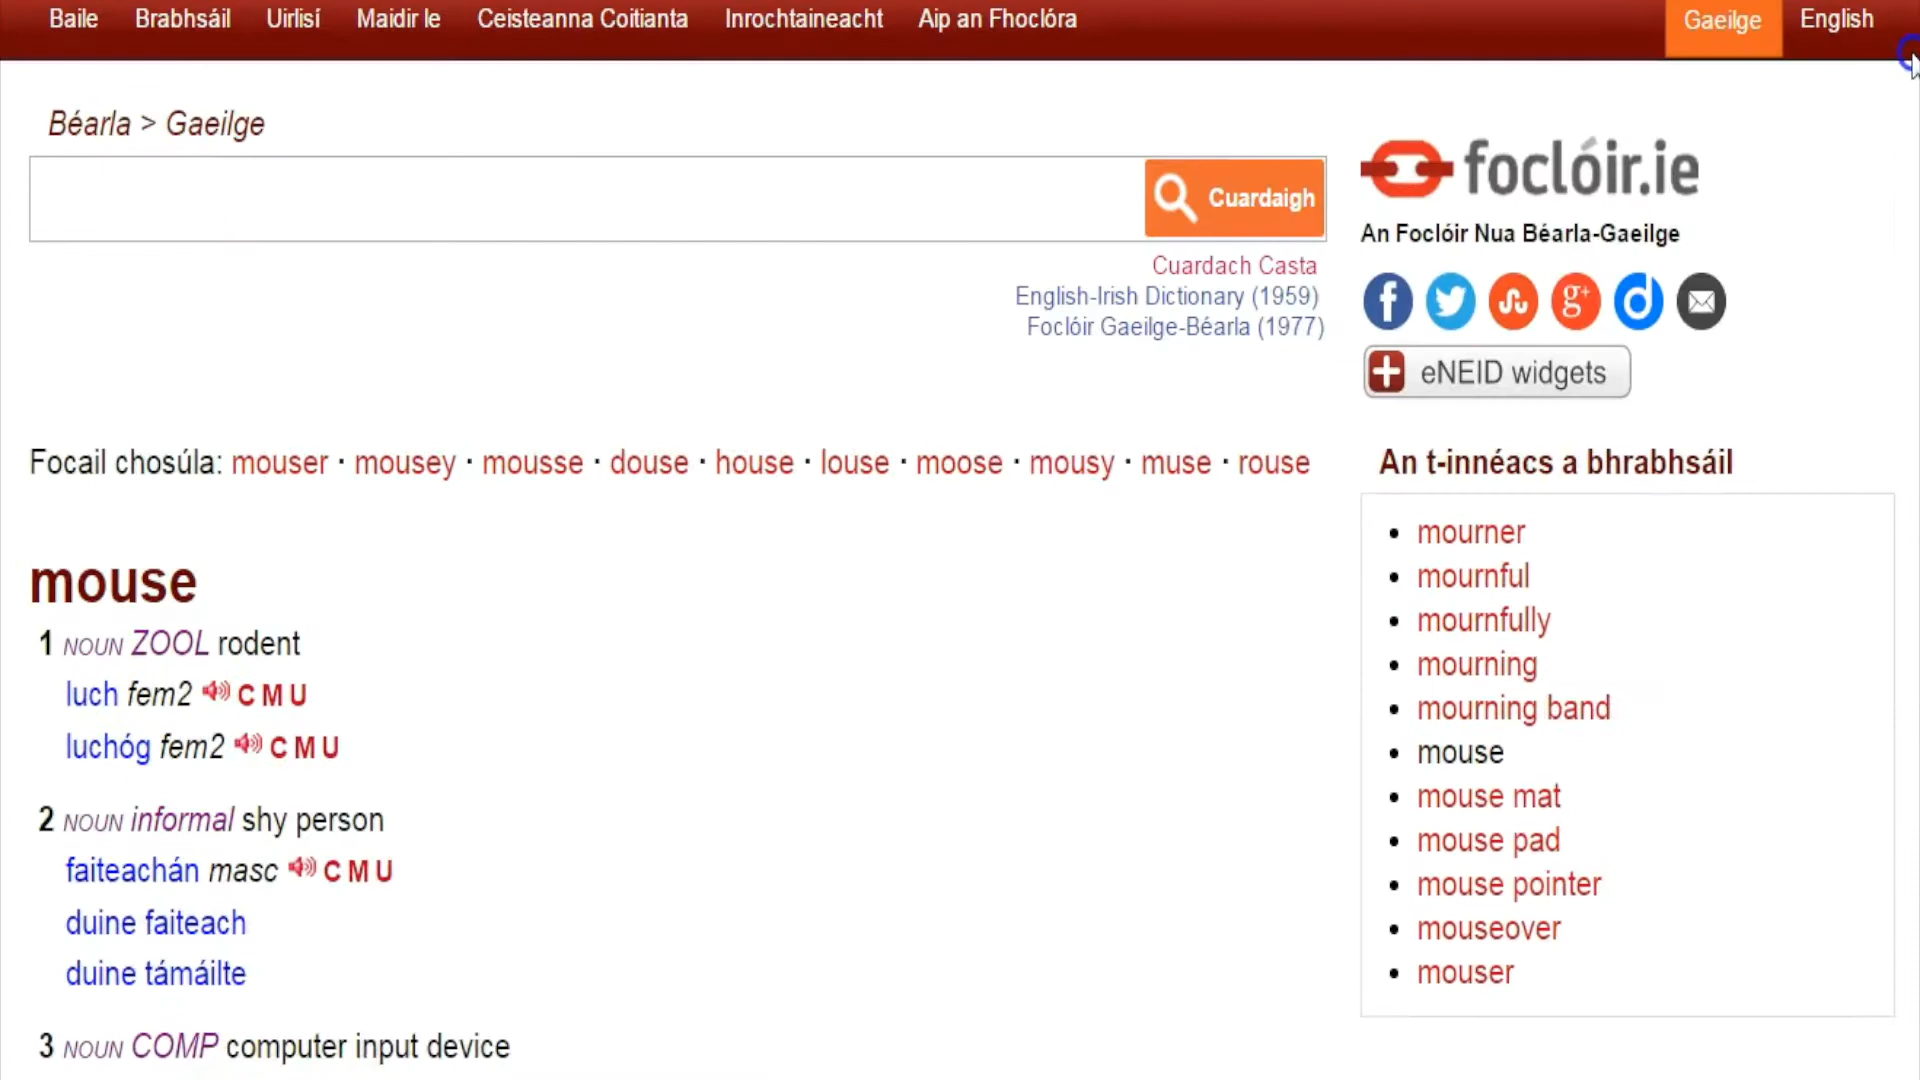 Baile Brabhsáil Uirlisí Maidir le Ceisteanna Coitianta Inrochtaineacht Aip an Fhoclóra Gaeilge English
Béarla > Gaeilge
Cuardaigh
Cuardach Casta
English-Irish Dictionary (1959)
Foclóir Gaeilge-Béarla (1977)
foclóir.ie
An Foclóir Nua Béarla-Gaeilge
eNEID widgets
Focail chosúla: mouser · mousey · mousse · douse · house · louse · moose · mousy · muse · rouse
mouse
1 NOUN ZOOL rodent
luch fem2 C M U
luchóg fem2 C M U
2 NOUN informal shy person
faiteachán masc C M U
duine faiteach
duine támáilte
3 NOUN COMP computer input device
An t-innéacs a bhrabhsáil
• mourner
• mournful
• mournfully
• mourning
• mourning band
• mouse
• mouse mat
• mouse pad
• mouse pointer
• mouseover
• mouser